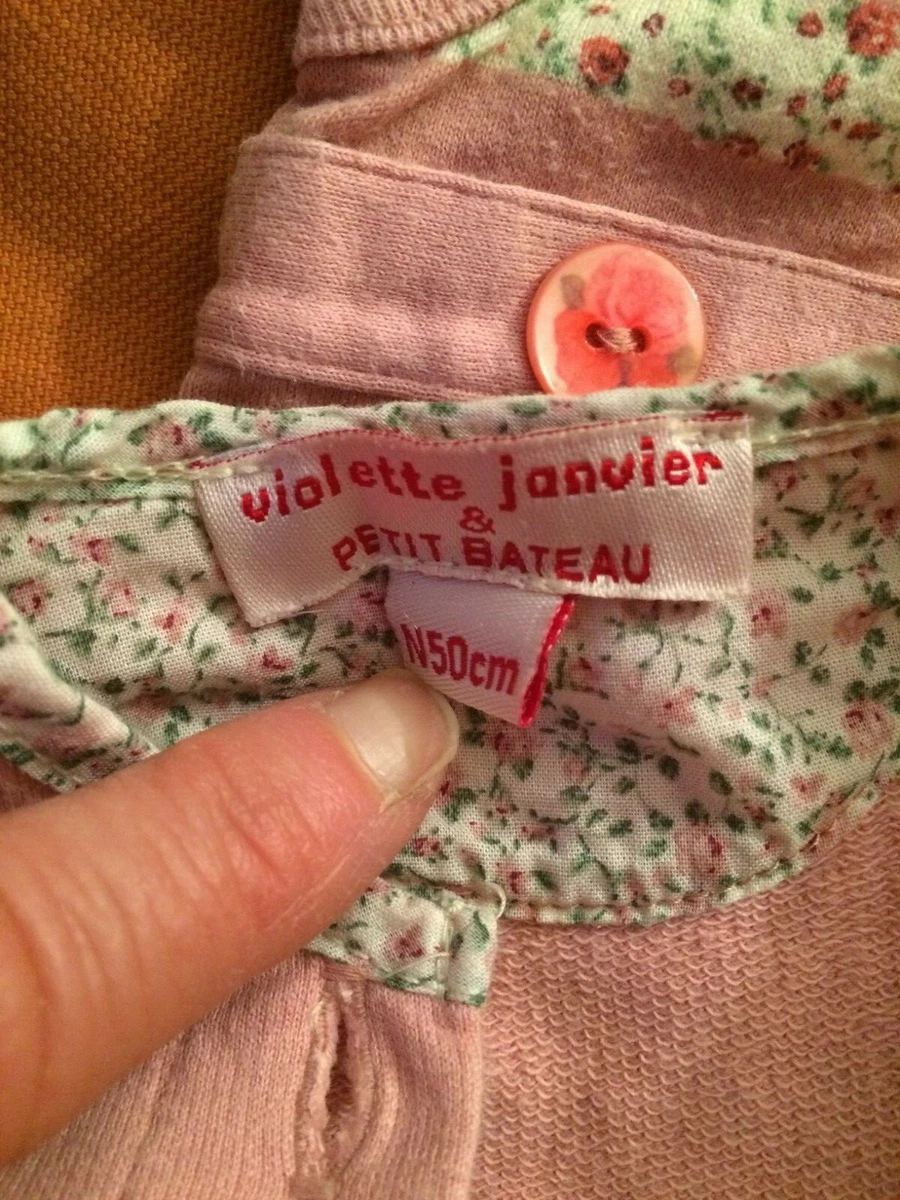 violette janvier
&
PETIT BATEAU
N50cm